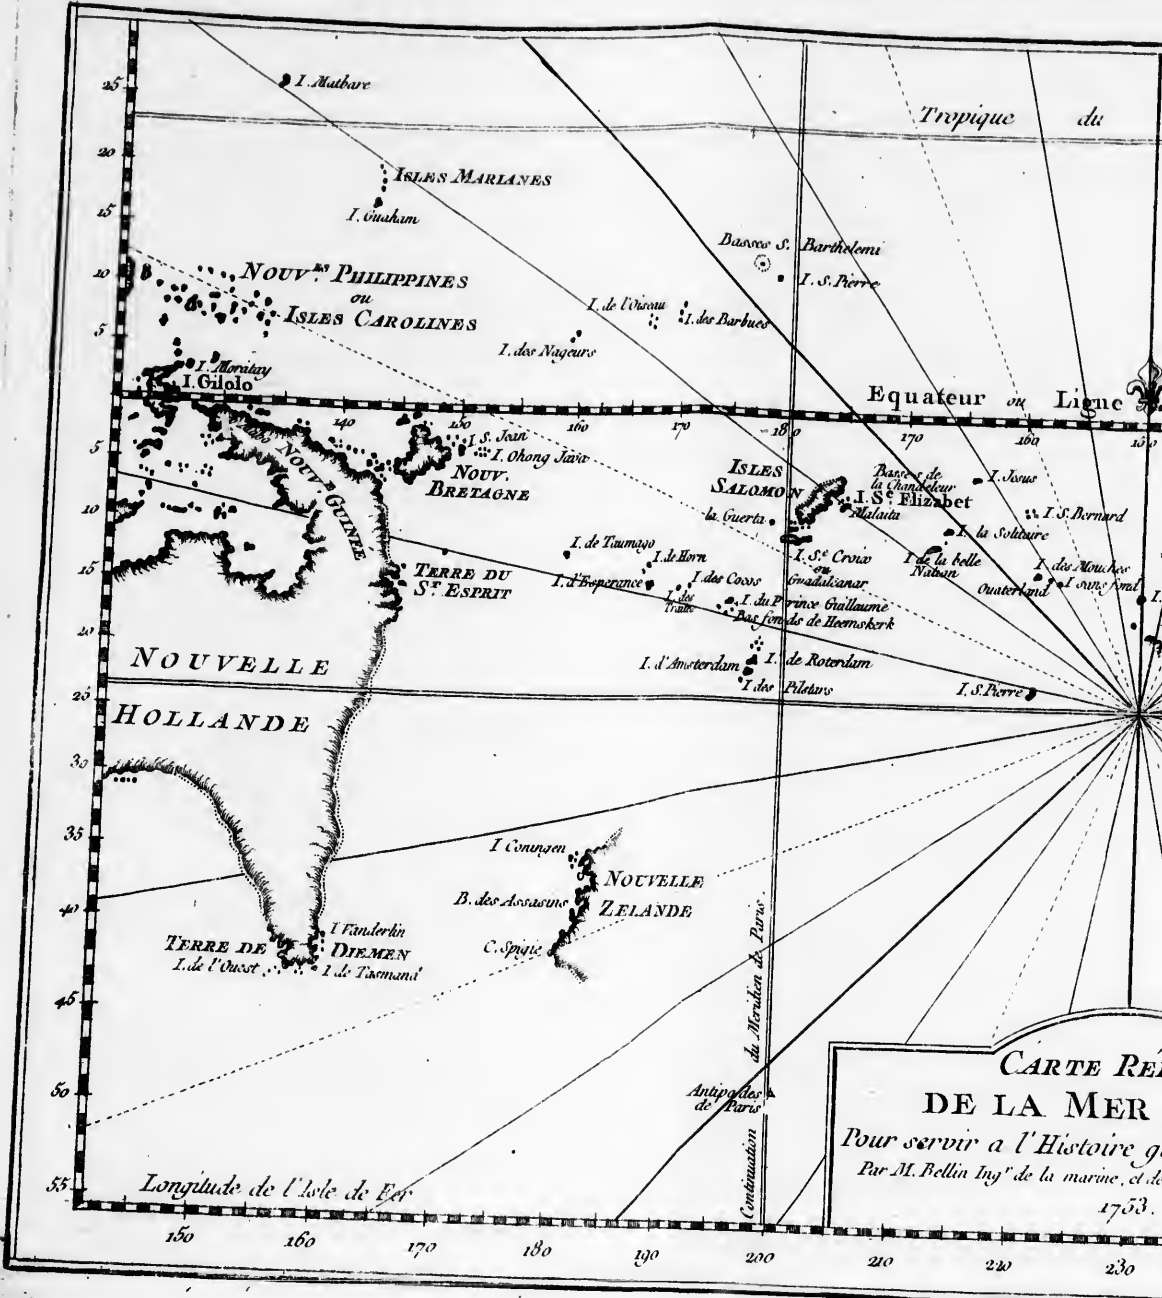 25
I. Matbare
Tropique du
20
ISLES MARIANES
15
I. Guaham
Basses S. Barthelemi
10
NOUV.ES PHILIPPINES
I. S. Pierre
ou
ISLES CAROLINES
I. de l'Oiseau
I. des Barbues
5
I. des Nageurs
I. Moratay
I. Gilolo
Equateur ou Ligne
140
150
160
170
180
170
160
150
5
I. S. Jean
I. Ohong Java
NOUV.
BRETAGNE
NOUV.E GUINÉE
ISLES
SALOMON
Basses de
la Chandeleur
I. Jesus
I. S.e Elizabet
Malaita
10
la Guerta
I. S. Bernard
I. la Solitaire
I. de Taumago
I. de Horn
I. S.e Croix
ou
Guadalcanar
I de la belle
Nation
I des Mouches
15
TERRE DU
S.T ESPRIT
I. d'Esperance
I. des Cocos
I. des
Ouaterland
I sans fond
I. du Prince Guillaume
Bas fonds de Heemskerk
20
NOUVELLE
I. d'Amsterdam
I. de Roterdam
I des Pilstars
I. S. Pierre
25
HOLLANDE
30
35
I Coningen
NOUVELLE
ZELANDE
B. des Assasins
40
I Vanderlin
TERRE DE DIEMEN
I. de l'Ouest
I de Tasmand
C. Spigie
45
50
Antipodes
de Paris
Continuation du Meridien de Paris
CARTE RE
DE LA MER
Pour servir a l'Histoire g
Par M. Bellin Ing.r de la marine, et de
1753.
55
Longitude de l'Isle de Fer
150
160
170
180
190
200
210
220
230